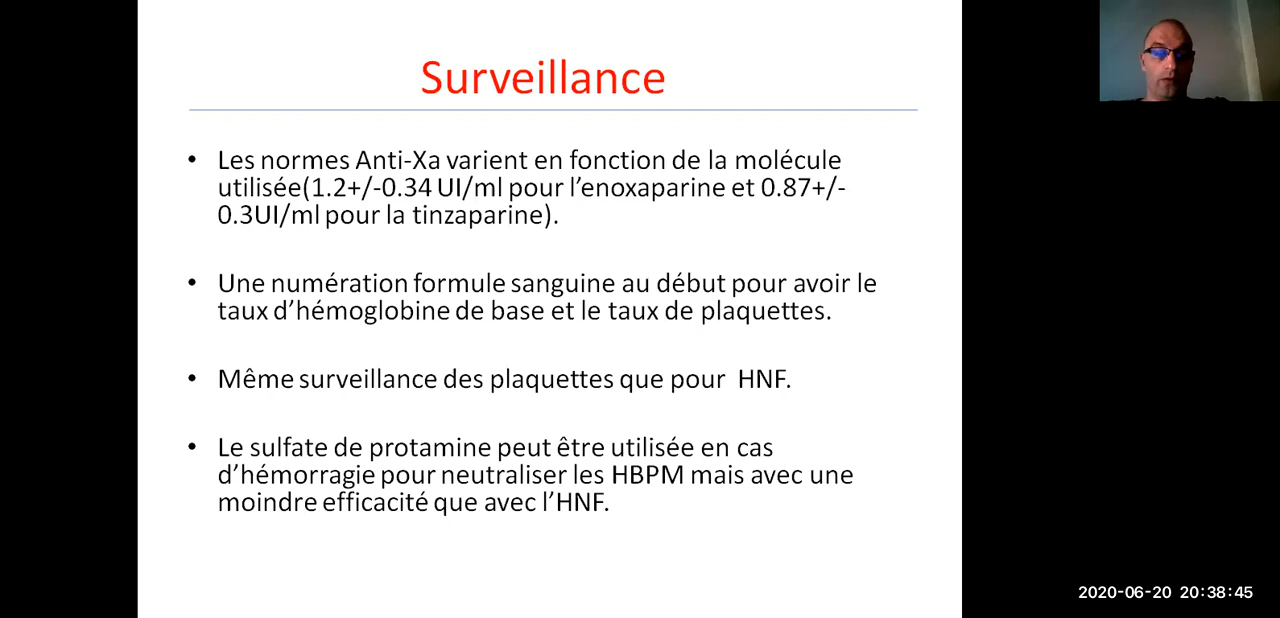 Surveillance
• Les normes Anti-Xa varient en fonction de la molécule
utilisée(1.2+/-0.34 UI/ml pour l’enoxaparine et 0.87+/-
0.3UI/ml pour la tinzaparine).
• Une numération formule sanguine au début pour avoir le
taux d’hémoglobine de base et le taux de plaquettes.
• Même surveillance des plaquettes que pour HNF.
• Le sulfate de protamine peut être utilisée en cas
d’hémorragie pour neutraliser les HBPM mais avec une
moindre efficacité que avec l’HNF.
2020-06-20 20:38:45